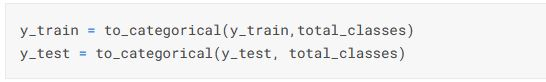 y_train = to_categorical(y_train,total_classes)
y_test = to_categorical(y_test, total_classes)